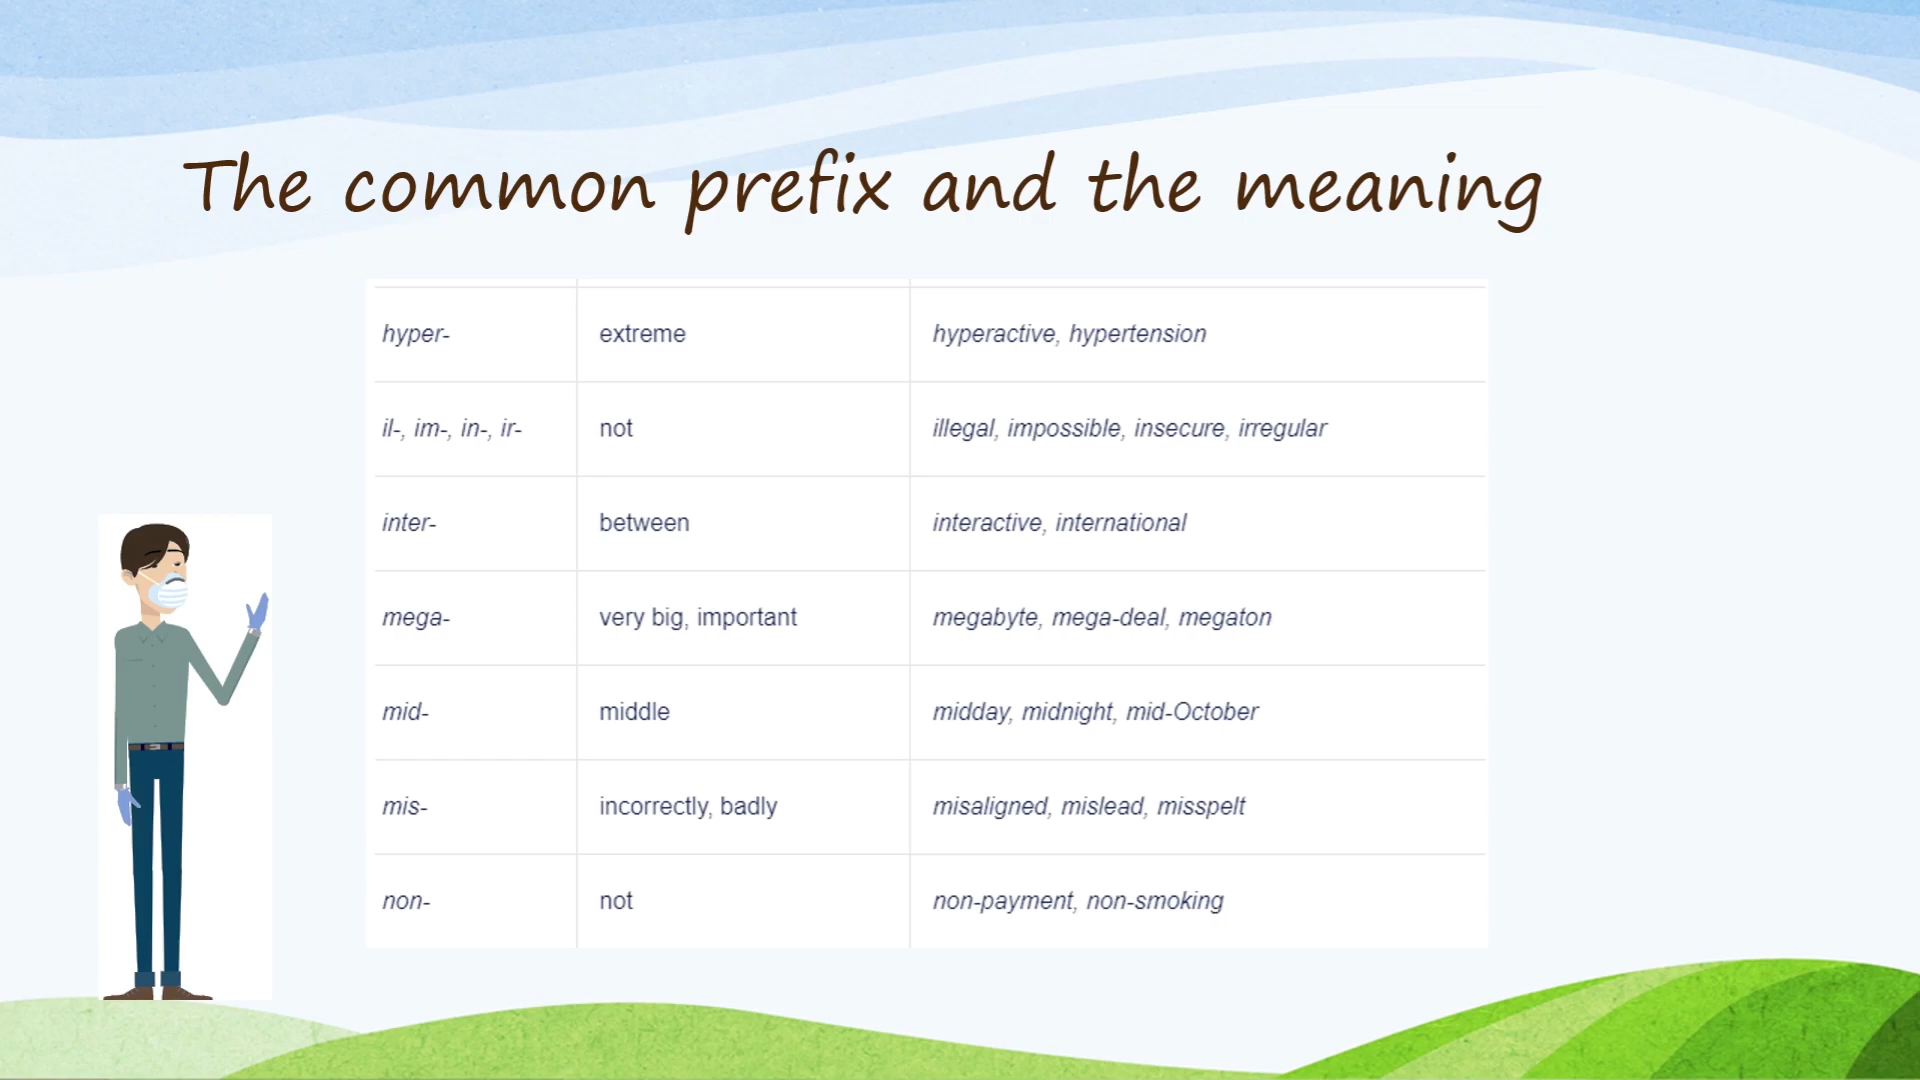 The common prefix and the meaning
hyper- extreme hyperactive, hypertension
il-, im-, in-, ir- not illegal, impossible, insecure, irregular
inter- between interactive, international
mega- very big, important megabyte, mega-deal, megaton
mid- middle midday, midnight, mid-October
mis- incorrectly, badly misaligned, mislead, misspelt
non- not non-payment, non-smoking